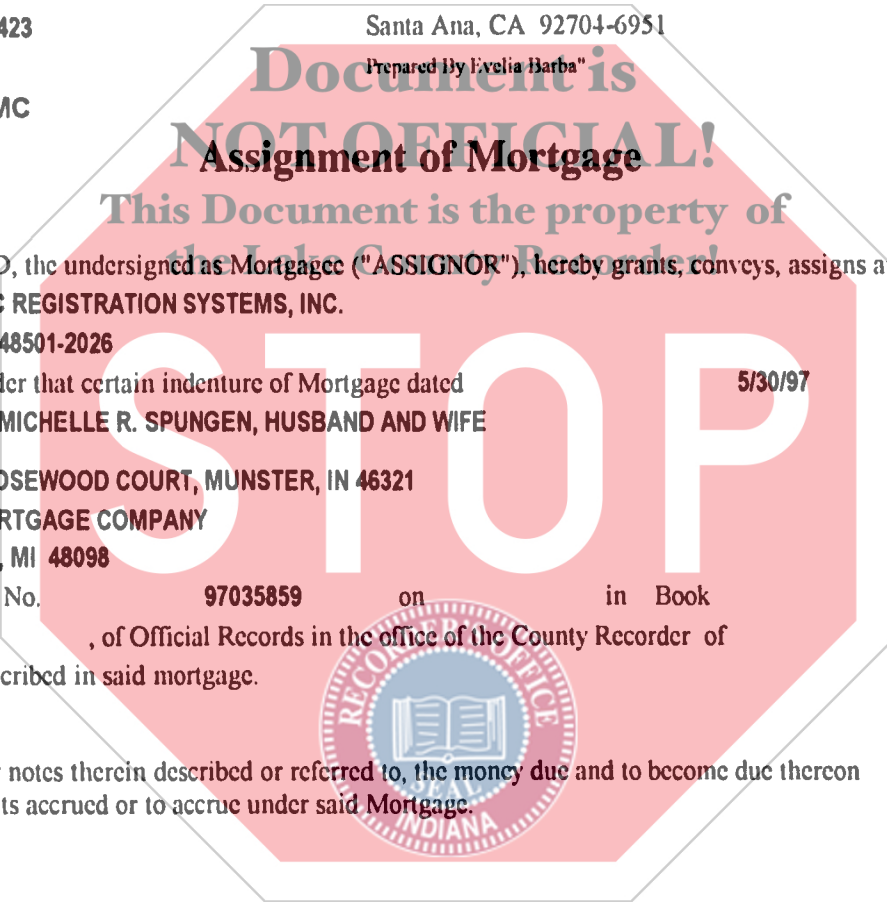 423
Santa Ana, CA 92704-6951
Prepared By Evelia Barba"
Document is
MC
NOT OFFICIAL!
Assignment of Mortgage
This Document is the property of
the Lake County Recorder!
, the undersigned as Mortgagee ("ASSIGNOR"), hereby grants, conveys, assigns a
REGISTRATION SYSTEMS, INC.
48501-2026
der that certain indenture of Mortgage dated 5/30/97
MICHELLE R. SPUNGEN, HUSBAND AND WIFE
STOP
OSEWOOD COURT, MUNSTER, IN 46321
RTGAGE COMPANY
, MI 48098
No. 97035859 on in Book
, of Official Records in the office of the County Recorder of
cribed in said mortgage.
RECORDER OFFICE
notes therein described or referred to, the money due and to become due thereon
ts accrued or to accrue under said Mortgage.
SEAL
INDIANA